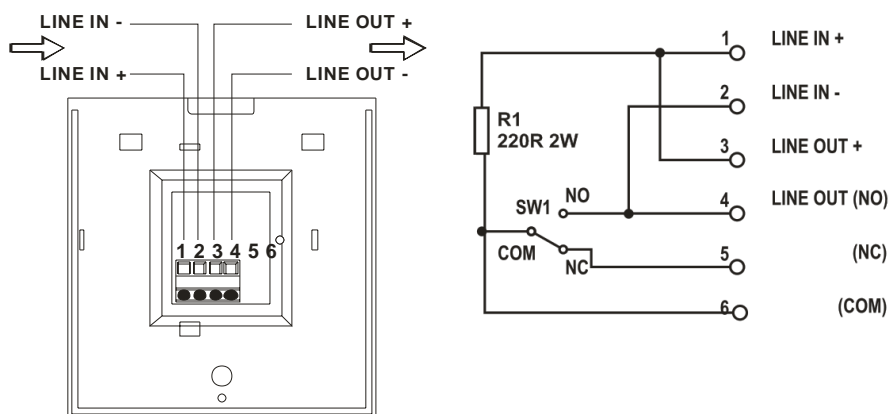 LINE IN -
LINE OUT +
LINE IN +
LINE OUT -
1 2 3 4 5 6
1 LINE IN +
2 LINE IN -
R1
220R 2W
3 LINE OUT +
4 LINE OUT (NO)
SW1 NO
COM
NC
5 (NC)
6 (COM)